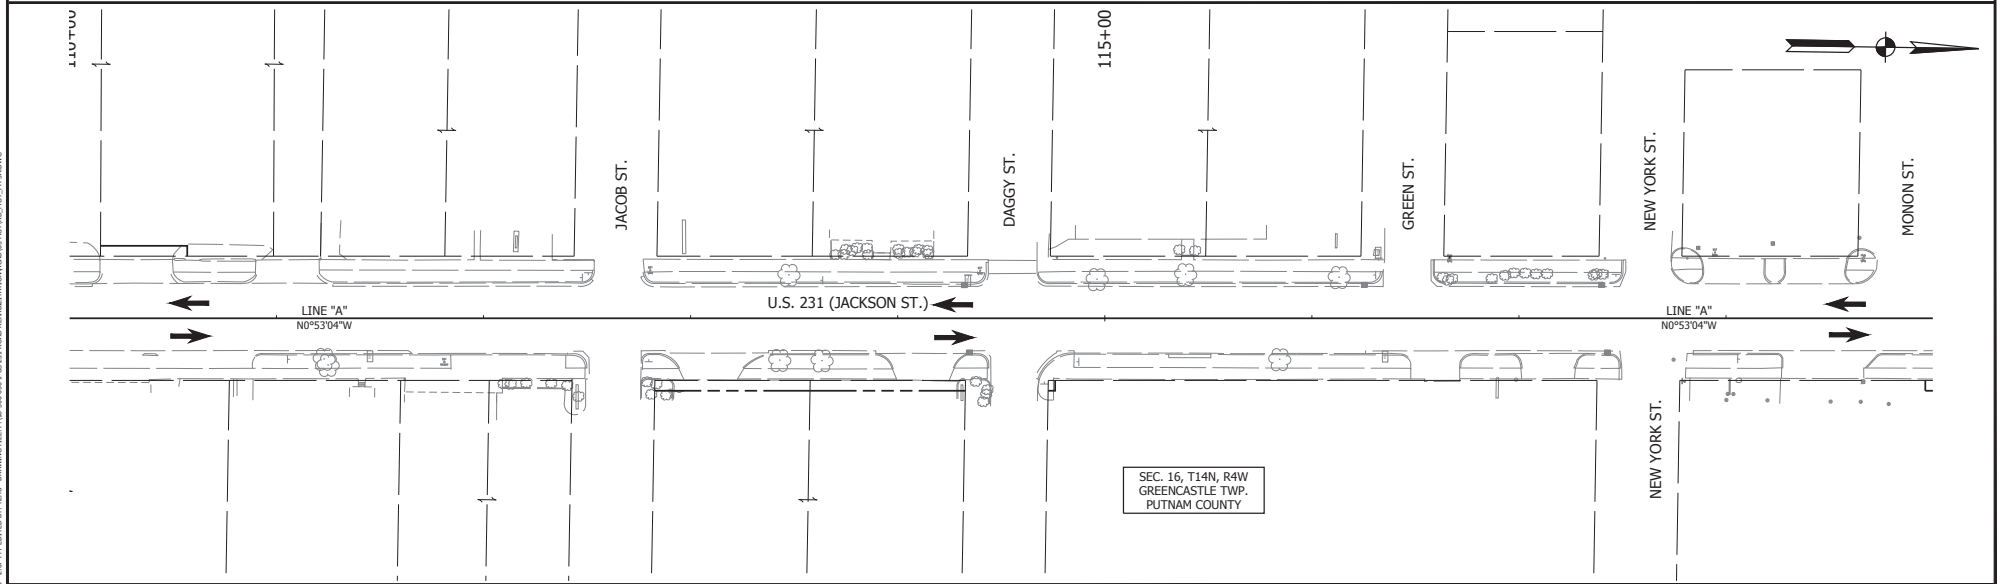 115+00
JACOB ST.
DAGGY ST.
GREEN ST.
NEW YORK ST.
MONON ST.
U.S. 231 (JACKSON ST.)
LINE "A"
N0°53'04"W
LINE "A"
N0°53'04"W
NEW YORK ST.
SEC. 16, T14N, R4W
GREENCASTLE TWP.
PUTNAM COUNTY